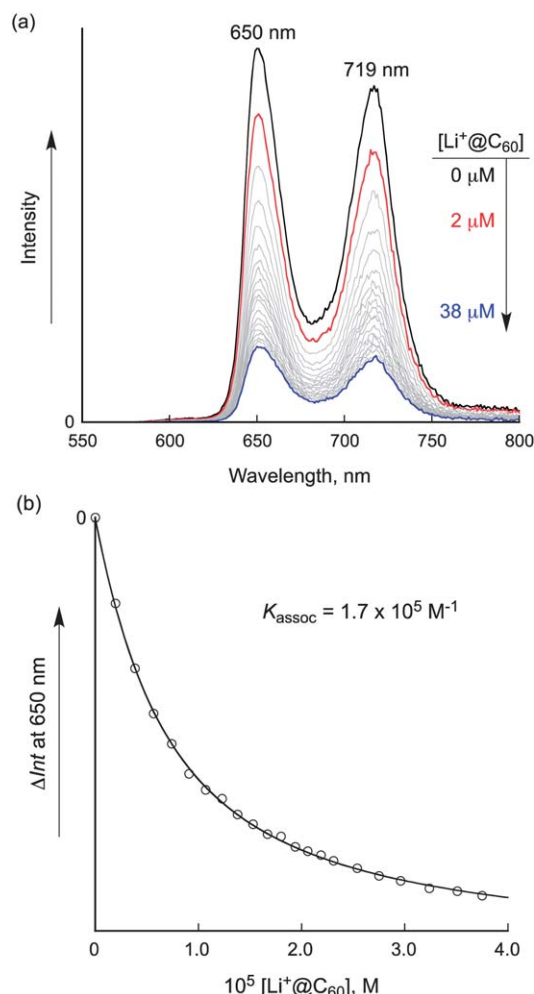 (a)
650 nm
719 nm
[Li⁺@C₆₀]
0 μM
2 μM
38 μM
Intensity
0
550 600 650 700 750 800
Wavelength, nm
(b)
0
K assoc = 1.7 x 10⁵ M⁻¹
ΔInt at 650 nm
0 1.0 2.0 3.0 4.0
10⁵ [Li⁺@C₆₀], M